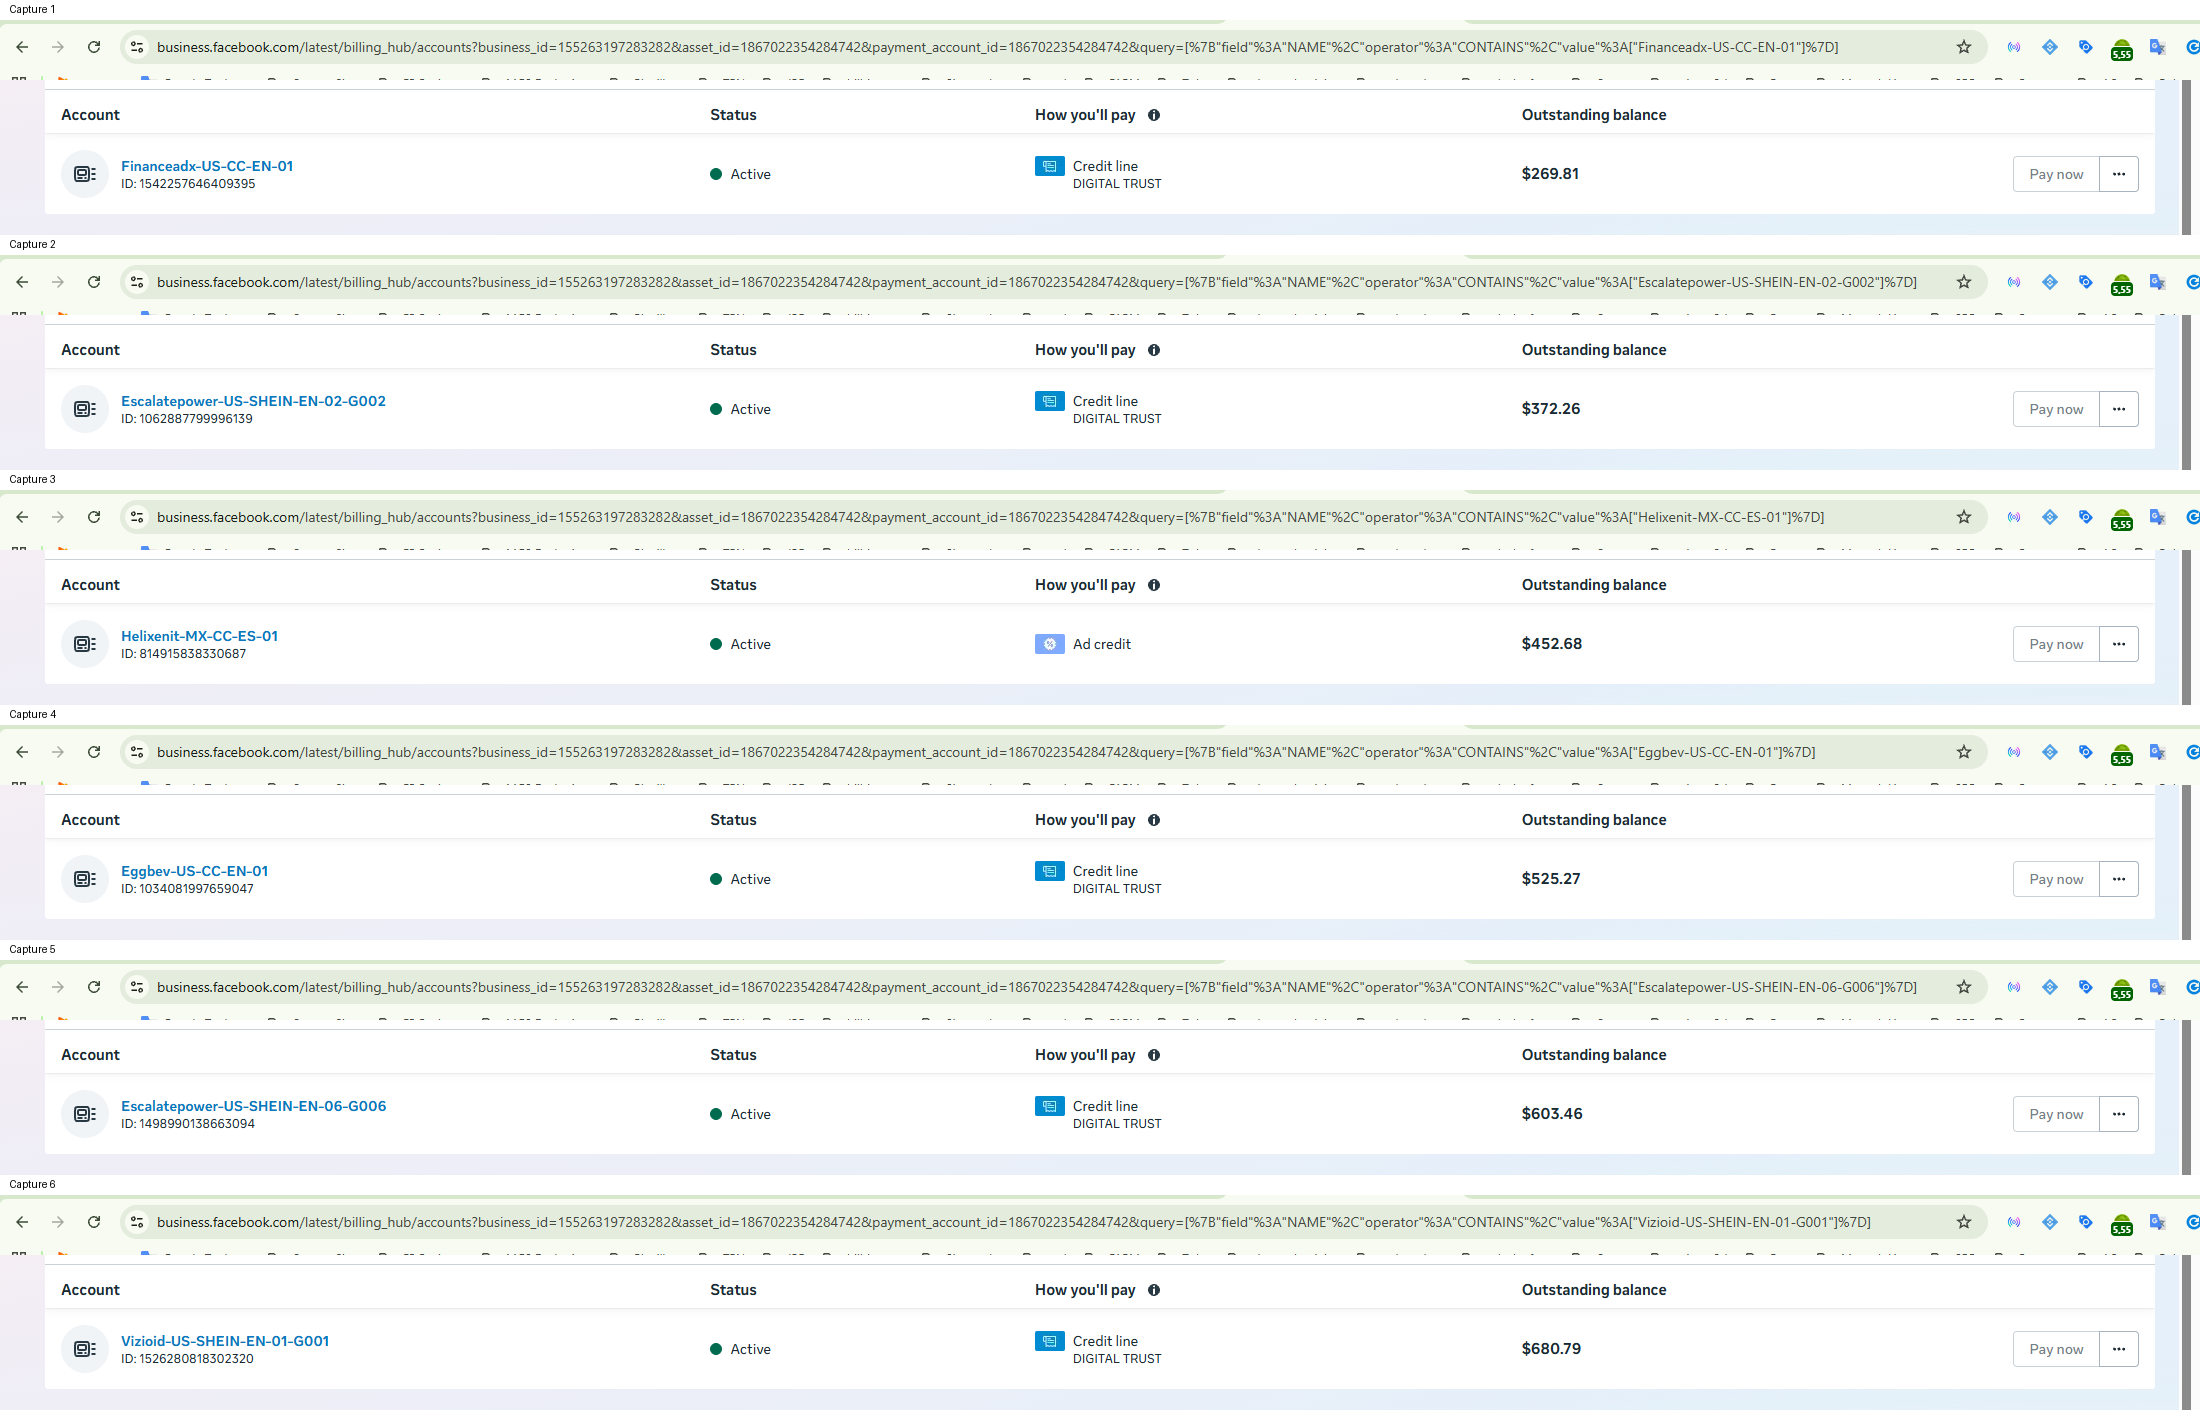 Capture 1
business.facebook.com/latest/billing_hub/accounts?business_id=155263197283282&asset_id=1867022354284742&payment_account_id=1867022354284742&query=[%7B"field"%3A"NAME"%2C"operator"%3A"CONTAINS"%2C"value"%3A["Financeadx-US-CC-EN-01"]%7D]
5,55
Account Status How you'll pay Outstanding balance
Financeadx-US-CC-EN-01
ID: 1542257646409395
Active
Credit line
DIGITAL TRUST
$269.81
Pay now
Capture 2
business.facebook.com/latest/billing_hub/accounts?business_id=155263197283282&asset_id=1867022354284742&payment_account_id=1867022354284742&query=[%7B"field"%3A"NAME"%2C"operator"%3A"CONTAINS"%2C"value"%3A["Escalatepower-US-SHEIN-EN-02-G002"]%7D]
5,55
Account Status How you'll pay Outstanding balance
Escalatepower-US-SHEIN-EN-02-G002
ID: 1062887799996139
Active
Credit line
DIGITAL TRUST
$372.26
Pay now
Capture 3
business.facebook.com/latest/billing_hub/accounts?business_id=155263197283282&asset_id=1867022354284742&payment_account_id=1867022354284742&query=[%7B"field"%3A"NAME"%2C"operator"%3A"CONTAINS"%2C"value"%3A["Helixenit-MX-CC-ES-01"]%7D]
5,55
Account Status How you'll pay Outstanding balance
Helixenit-MX-CC-ES-01
ID: 814915838330687
Active
Ad credit
$452.68
Pay now
Capture 4
business.facebook.com/latest/billing_hub/accounts?business_id=155263197283282&asset_id=1867022354284742&payment_account_id=1867022354284742&query=[%7B"field"%3A"NAME"%2C"operator"%3A"CONTAINS"%2C"value"%3A["Eggbev-US-CC-EN-01"]%7D]
5,55
Account Status How you'll pay Outstanding balance
Eggbev-US-CC-EN-01
ID: 1034081997659047
Active
Credit line
DIGITAL TRUST
$525.27
Pay now
Capture 5
business.facebook.com/latest/billing_hub/accounts?business_id=155263197283282&asset_id=1867022354284742&payment_account_id=1867022354284742&query=[%7B"field"%3A"NAME"%2C"operator"%3A"CONTAINS"%2C"value"%3A["Escalatepower-US-SHEIN-EN-06-G006"]%7D]
5,55
Account Status How you'll pay Outstanding balance
Escalatepower-US-SHEIN-EN-06-G006
ID: 1498990138663094
Active
Credit line
DIGITAL TRUST
$603.46
Pay now
Capture 6
business.facebook.com/latest/billing_hub/accounts?business_id=155263197283282&asset_id=1867022354284742&payment_account_id=1867022354284742&query=[%7B"field"%3A"NAME"%2C"operator"%3A"CONTAINS"%2C"value"%3A["Vizioid-US-SHEIN-EN-01-G001"]%7D]
5,55
Account Status How you'll pay Outstanding balance
Vizioid-US-SHEIN-EN-01-G001
ID: 1526280818302320
Active
Credit line
DIGITAL TRUST
$680.79
Pay now